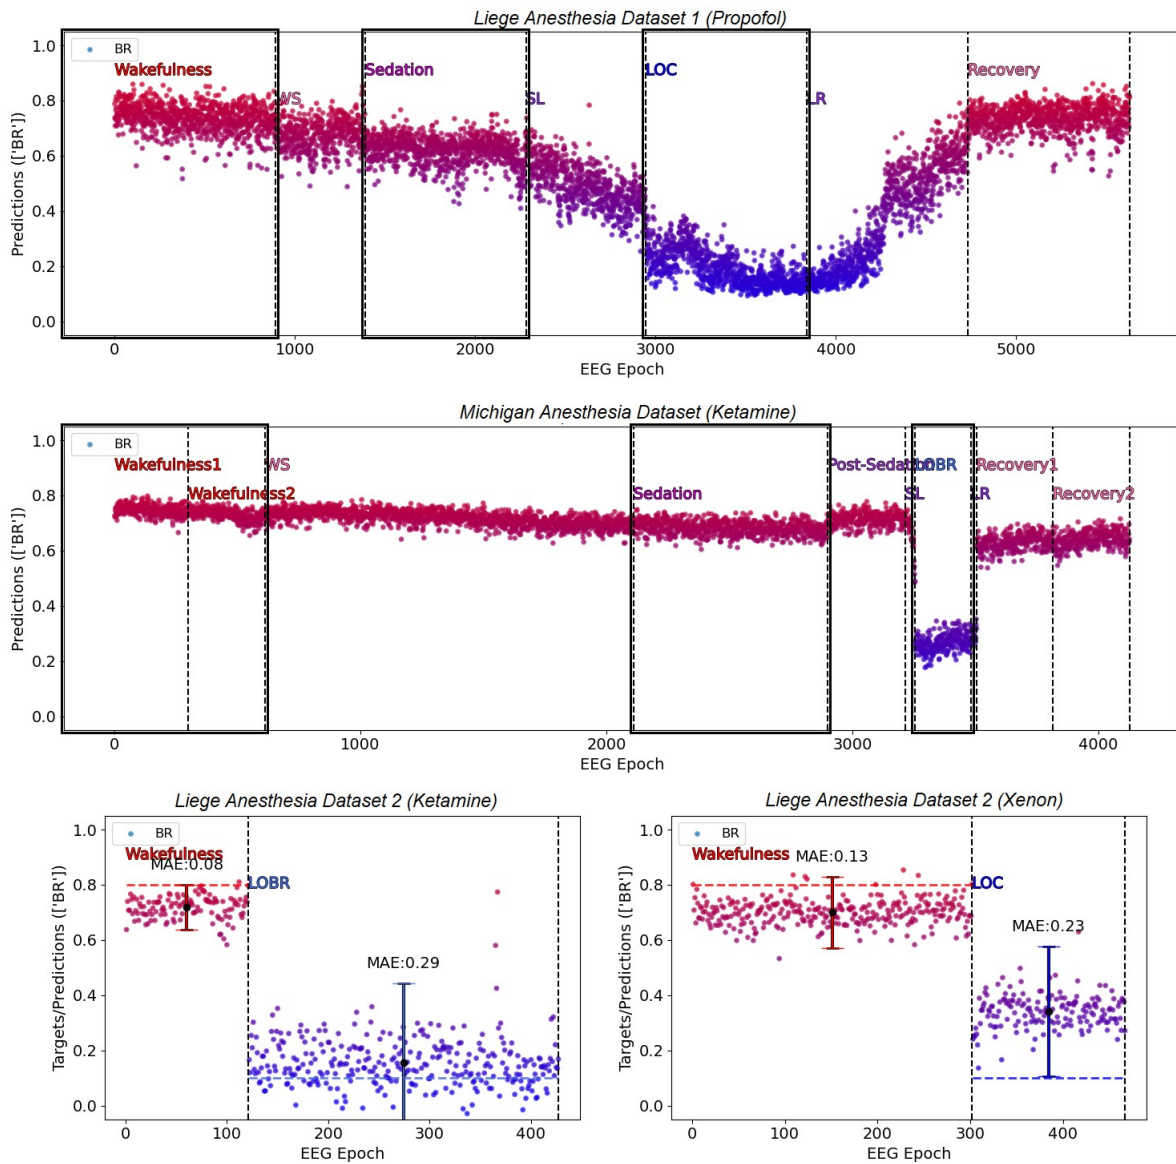 Liege Anesthesia Dataset 1 (Propofol)
BR
Wakefulness
WS
Sedation
SL
LOC
LR
Recovery
1.0
0.8
0.6
0.4
0.2
0.0
Predictions (['BR'])
0 1000 2000 3000 4000 5000
EEG Epoch
Michigan Anesthesia Dataset (Ketamine)
BR
Wakefulness1
Wakefulness2
WS
Sedation
Post-Sedation
SL
LOBR
LR
Recovery1
Recovery2
1.0
0.8
0.6
0.4
0.2
0.0
Predictions (['BR'])
0 1000 2000 3000 4000
EEG Epoch
Liege Anesthesia Dataset 2 (Ketamine)
BR
Wakefulness
MAE:0.08
LOBR
MAE:0.29
1.0
0.8
0.6
0.4
0.2
0.0
Targets/Predictions (['BR'])
0 100 200 300 400
EEG Epoch
Liege Anesthesia Dataset 2 (Xenon)
BR
Wakefulness
MAE:0.13
LOC
MAE:0.23
1.0
0.8
0.6
0.4
0.2
0.0
Targets/Predictions (['BR'])
0 100 200 300 400
EEG Epoch